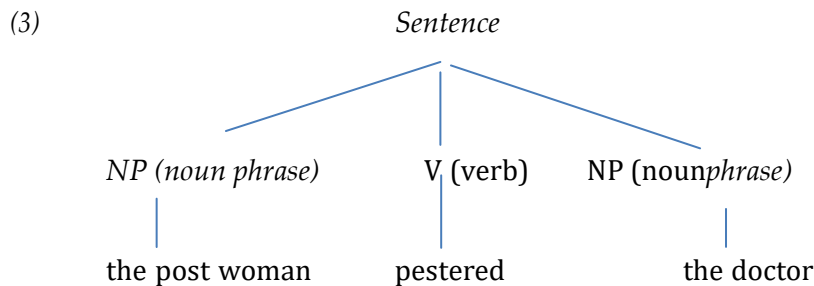 (3) Sentence
NP (noun phrase) V (verb) NP (nounphrase)
the post woman pestered the doctor